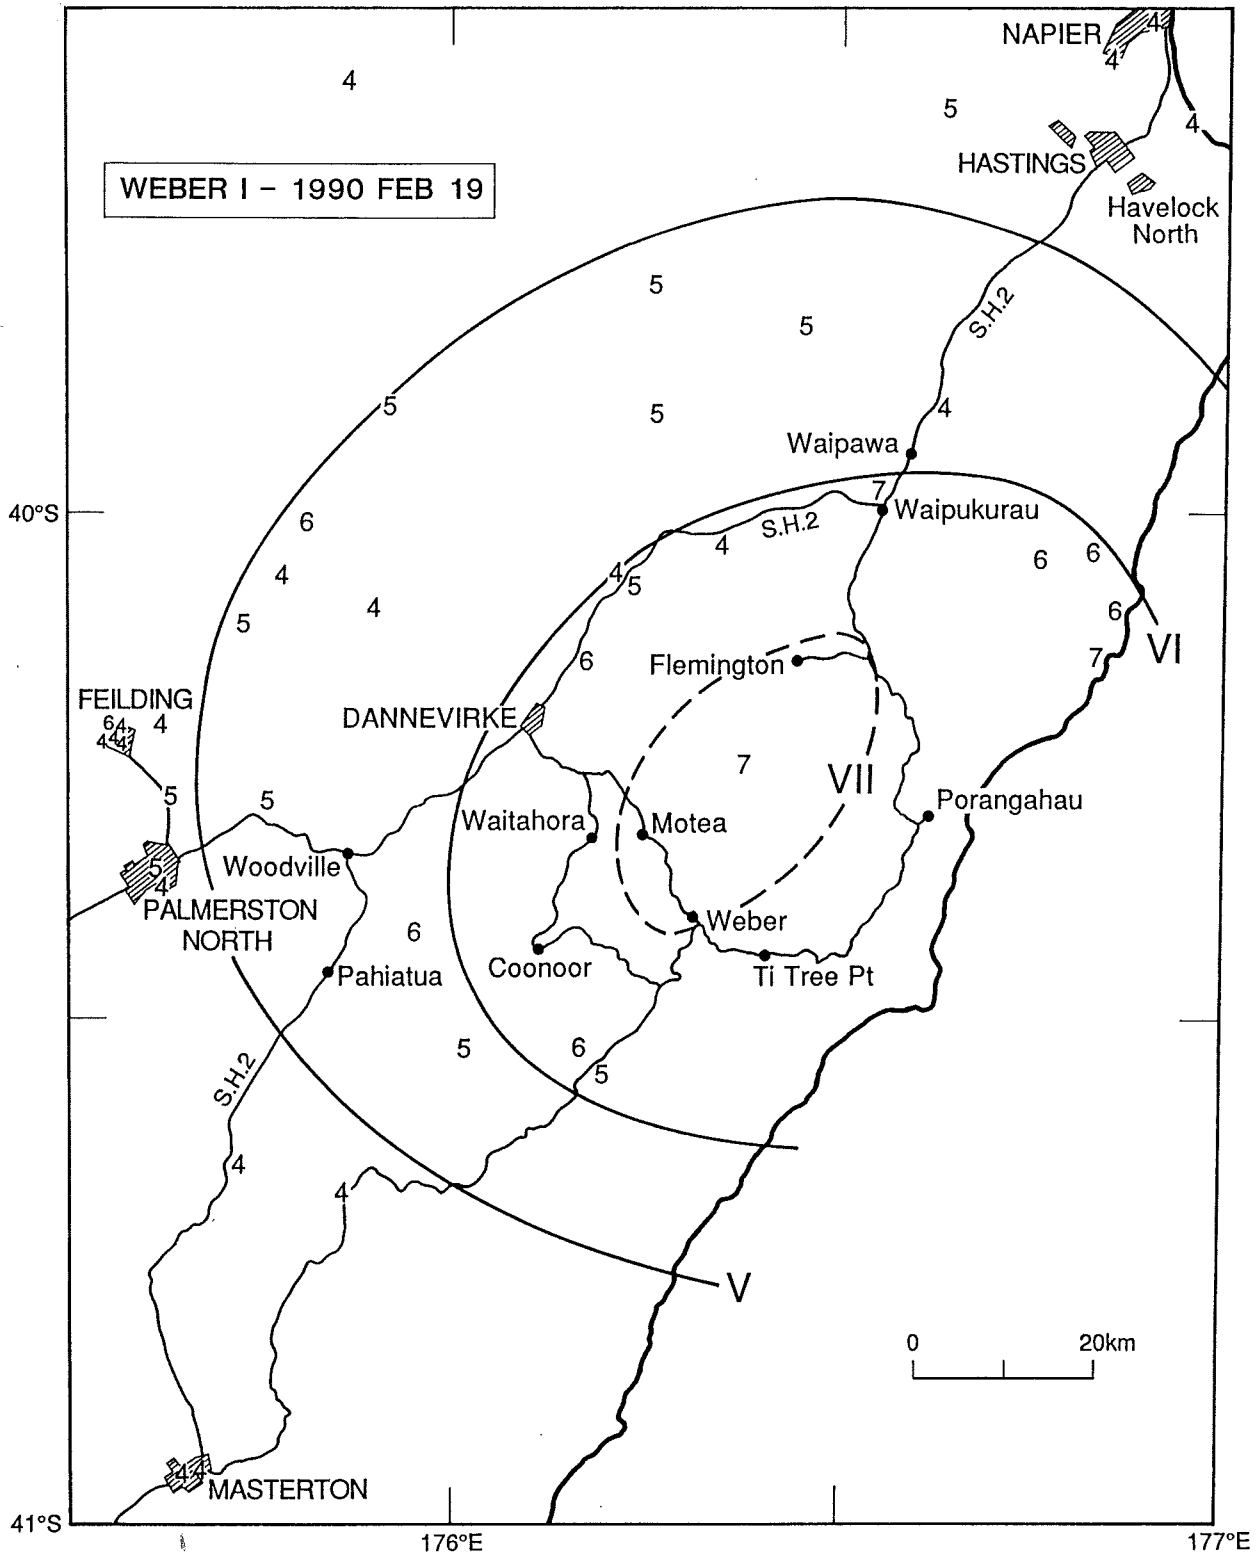 NAPIER
4
4
4
5
4
HASTINGS
WEBER I – 1990 FEB 19
Havelock
North
5
S.H.2
5
5
5
4
Waipawa
7
40°S
6
S.H.2
Waipukurau
4
6
6
4
4
5
4
5
6
VI
6
7
Flemington
FEILDING
6 4
4
4 4 4
DANNEVIRKE
7
VII
5
5
Porangahau
Waitahora
Motea
5
Woodville
4
PALMERSTON
NORTH
6
Weber
Coonoor
Pahiatua
Ti Tree Pt
5
6
5
S.H.2
4
4
V
0
20km
4 4
MASTERTON
41°S
176°E
177°E